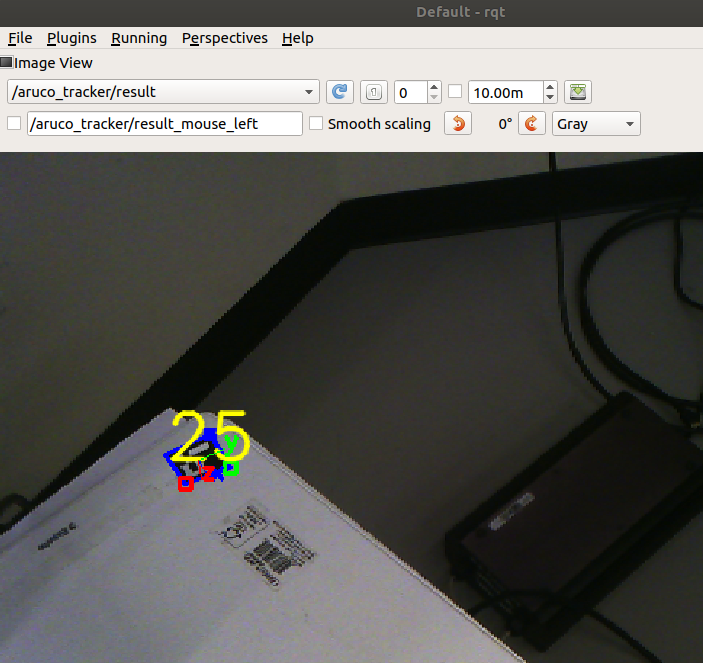 Default - rqt
File Plugins Running Perspectives Help
Image View
/aruco_tracker/result 0 10.00m
/aruco_tracker/result_mouse_left Smooth scaling 0° Gray
25
y
z